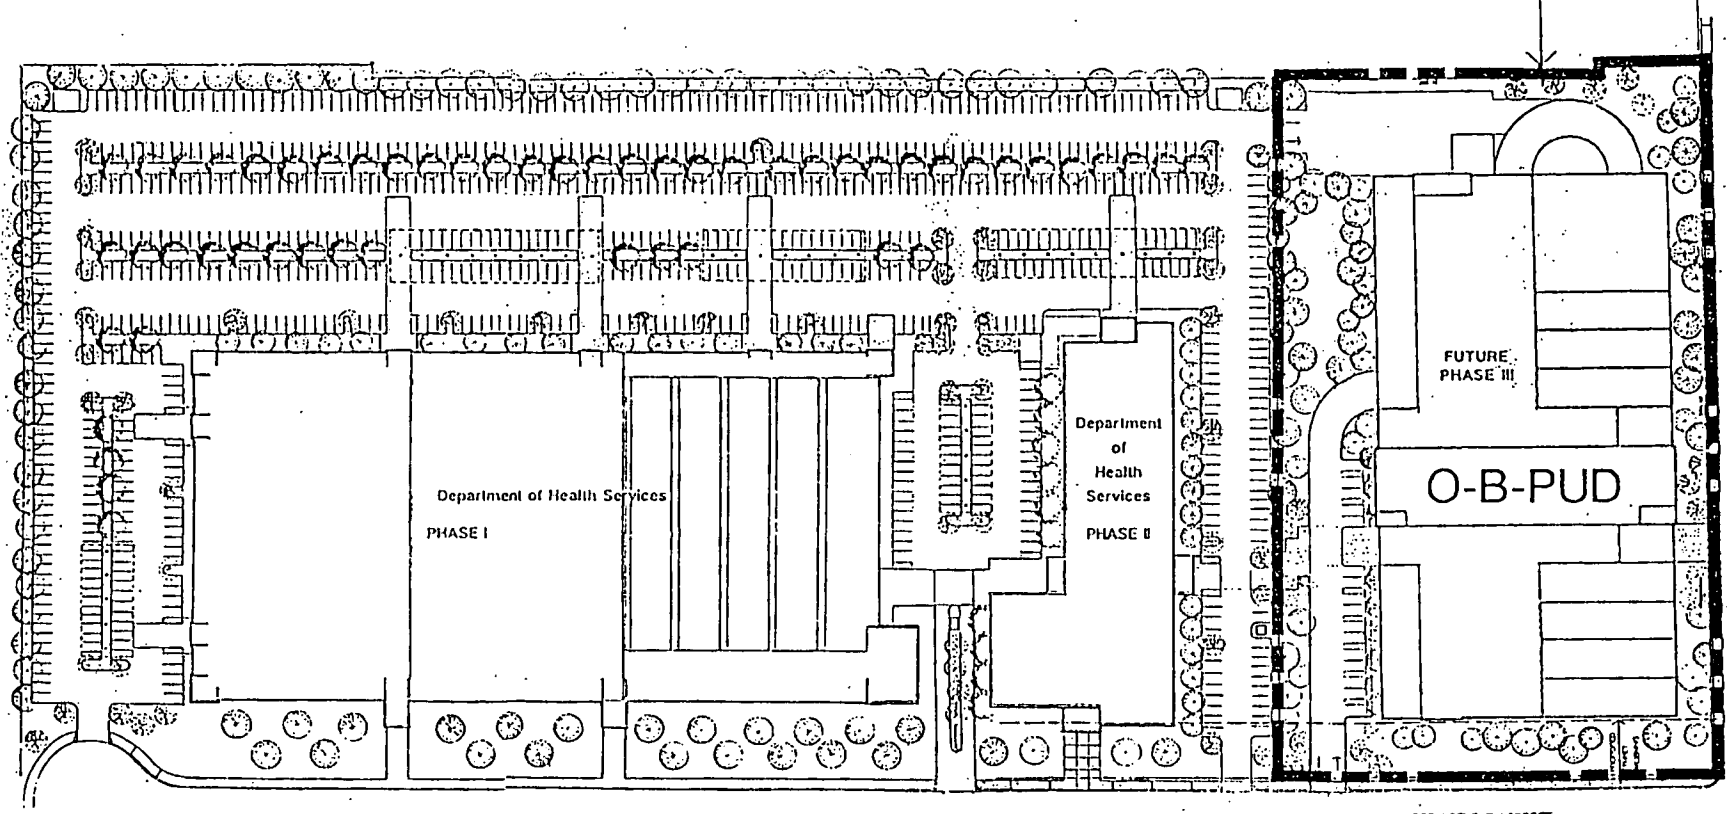 Department of Health Services
PHASE I
Department
of
Health
Services
PHASE II
FUTURE
PHASE III
O-B-PUD